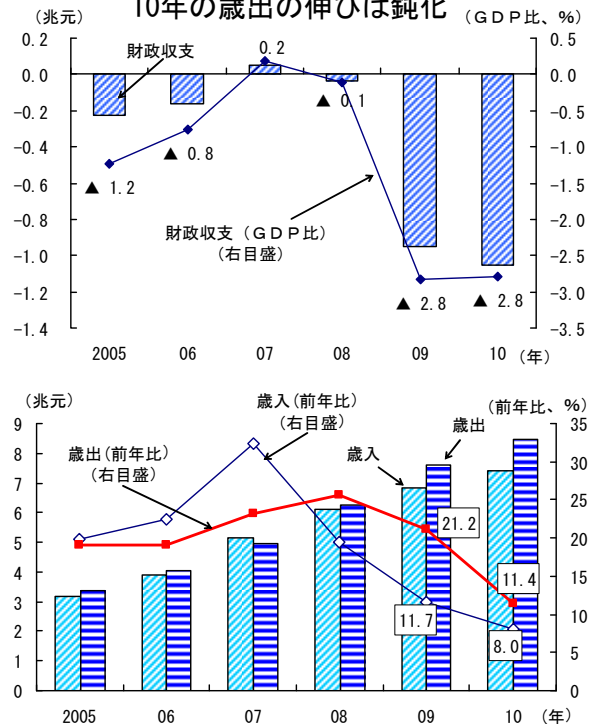 10年の歳出の伸びは鈍化
(兆元)
(GDP比、%)
0.2
0.0
-0.2
-0.4
-0.6
-0.8
-1.0
-1.2
-1.4
0.5
0.0
-0.5
-1.0
-1.5
-2.0
-2.5
-3.0
-3.5
財政収支
0.2
▲ 0.1
▲ 0.8
▲ 1.2
財政収支(GDP比)
(右目盛)
▲ 2.8
▲ 2.8
2005 06 07 08 09 10 (年)
(兆元)
(前年比、%)
9
8
7
6
5
4
3
2
1
0
35
30
25
20
15
10
5
0
歳入(前年比)
(右目盛)
歳出(前年比)
(右目盛)
歳入
歳出
21.2
11.4
11.7
8.0
2005 06 07 08 09 10 (年)